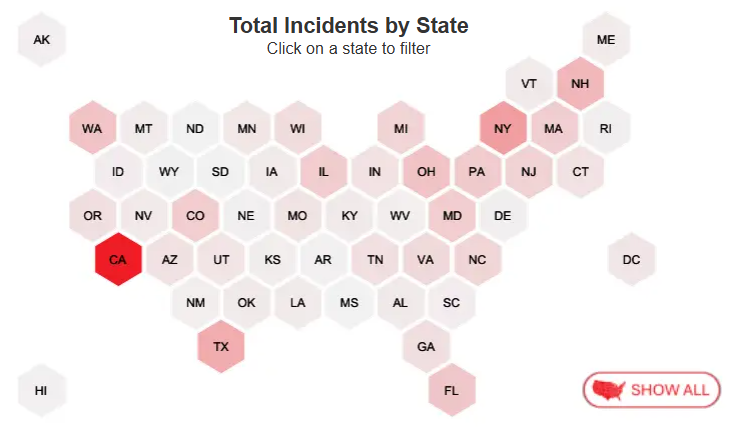 Total Incidents by State
Click on a state to filter
AK
ME
VT NH
WA MT ND MN WI MI NY MA RI
ID WY SD IA IL IN OH PA NJ CT
OR NV CO NE MO KY WV MD DE
CA AZ UT KS AR TN VA NC DC
NM OK LA MS AL SC
TX GA
HI FL SHOW ALL